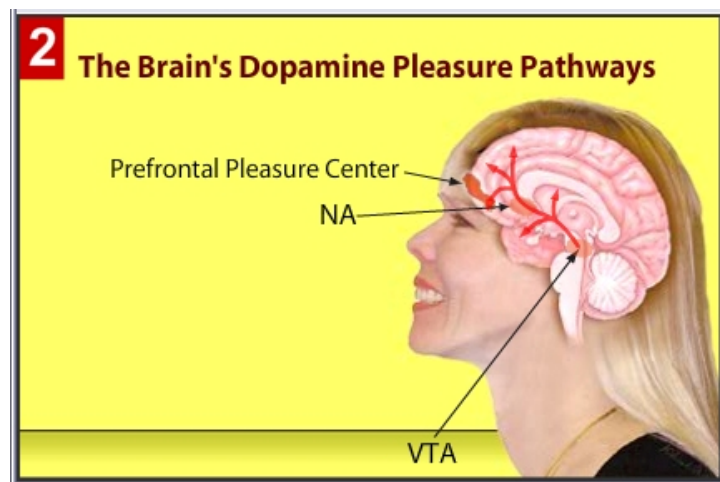 2
The Brain's Dopamine Pleasure Pathways
Prefrontal Pleasure Center
NA
VTA